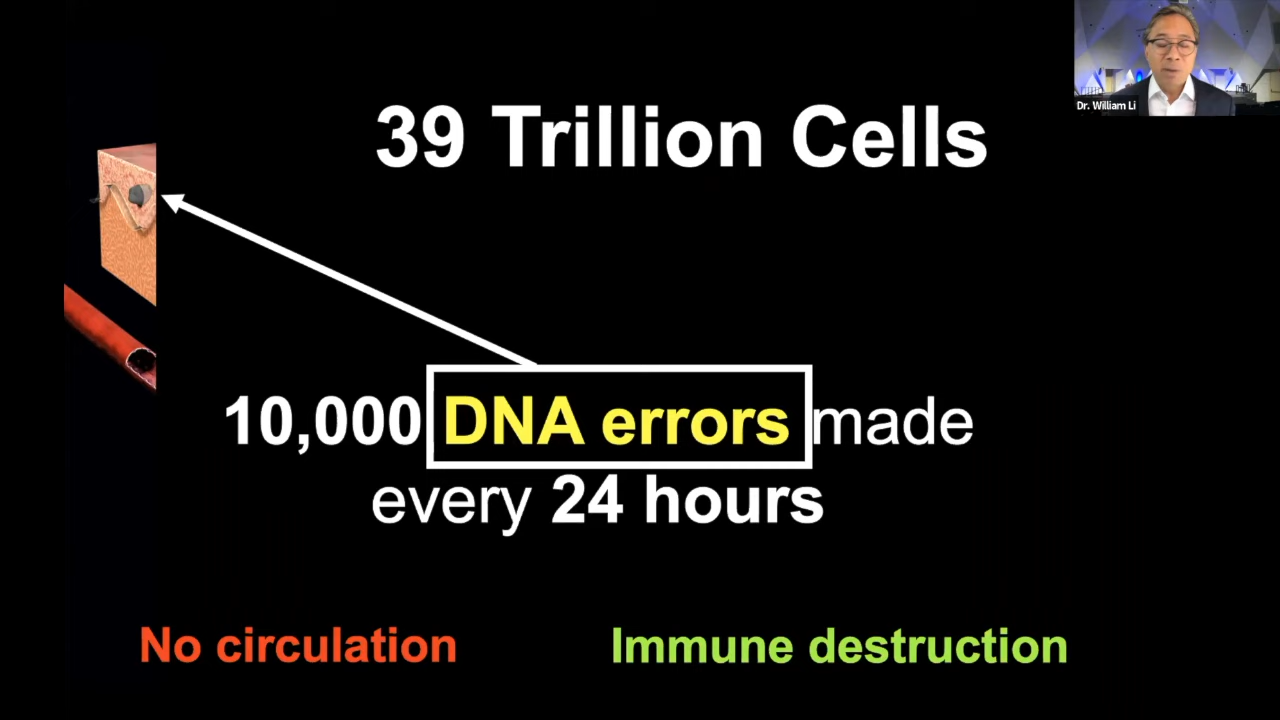 Dr. William Li
39 Trillion Cells
10,000 DNA errors made
every 24 hours
No circulation
Immune destruction